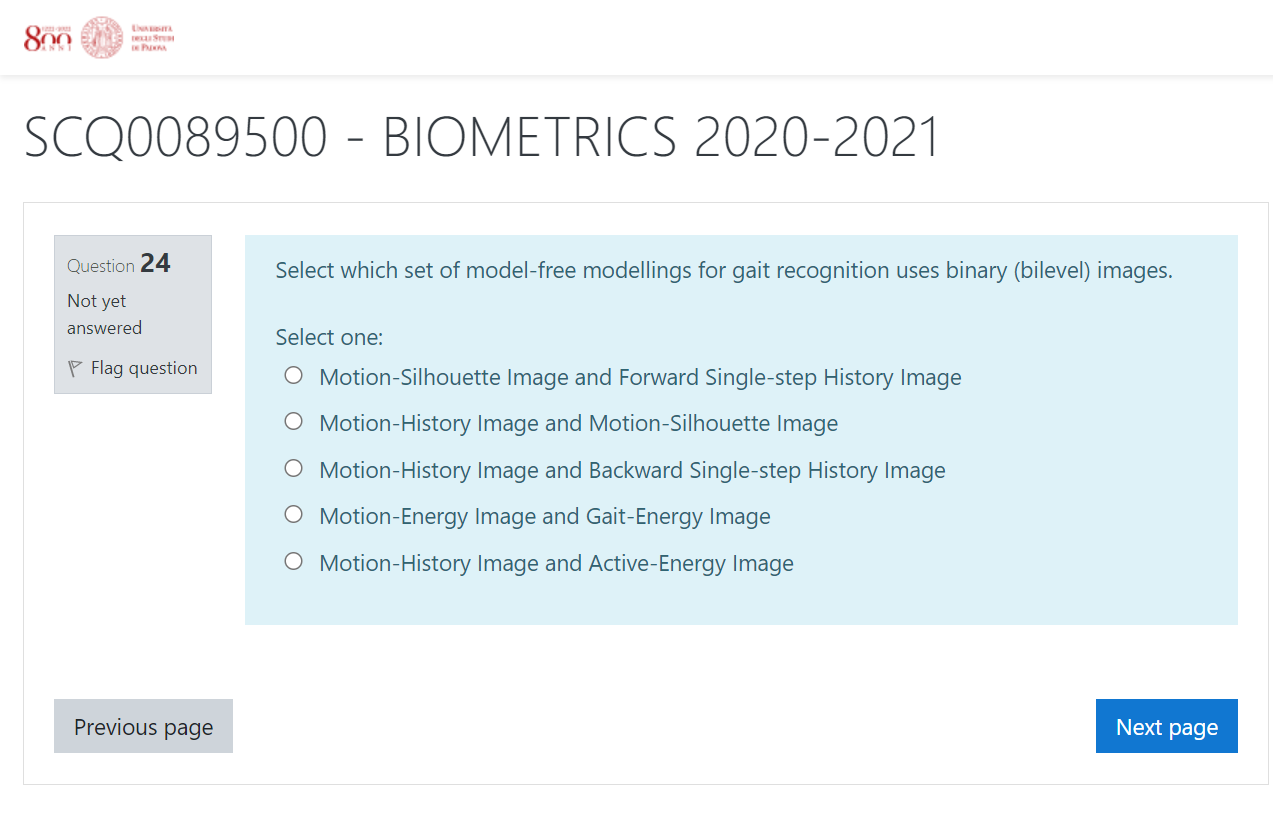 1222-2022
800
ANNI
UNIVERSITÀ
DEGLI STUDI
DI PADOVA
SCQ0089500 - BIOMETRICS 2020-2021
Question 24
Not yet
answered
Flag question
Select which set of model-free modellings for gait recognition uses binary (bilevel) images.
Select one:
Motion-Silhouette Image and Forward Single-step History Image
Motion-History Image and Motion-Silhouette Image
Motion-History Image and Backward Single-step History Image
Motion-Energy Image and Gait-Energy Image
Motion-History Image and Active-Energy Image
Previous page
Next page